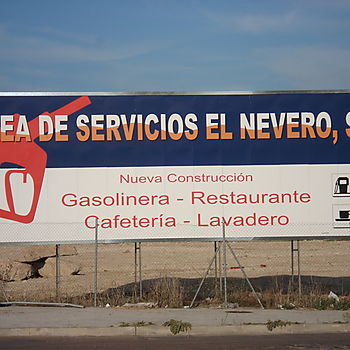 EA DE SERVICIOS EL NEVERO, S
Nueva Construcción
Gasolinera - Restaurante
Cafetería - Lavadero